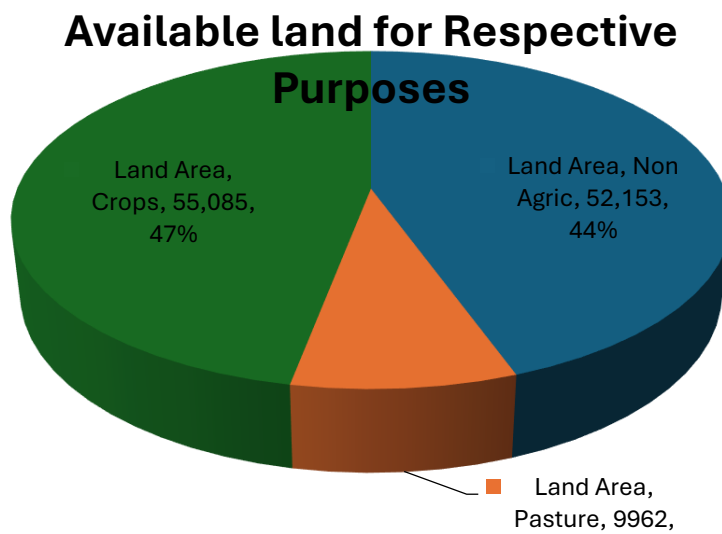 Available land for Respective
Purposes
Land Area,
Crops, 55,085,
47%
Land Area, Non
Agric, 52,153,
44%
Land Area,
Pasture, 9962,